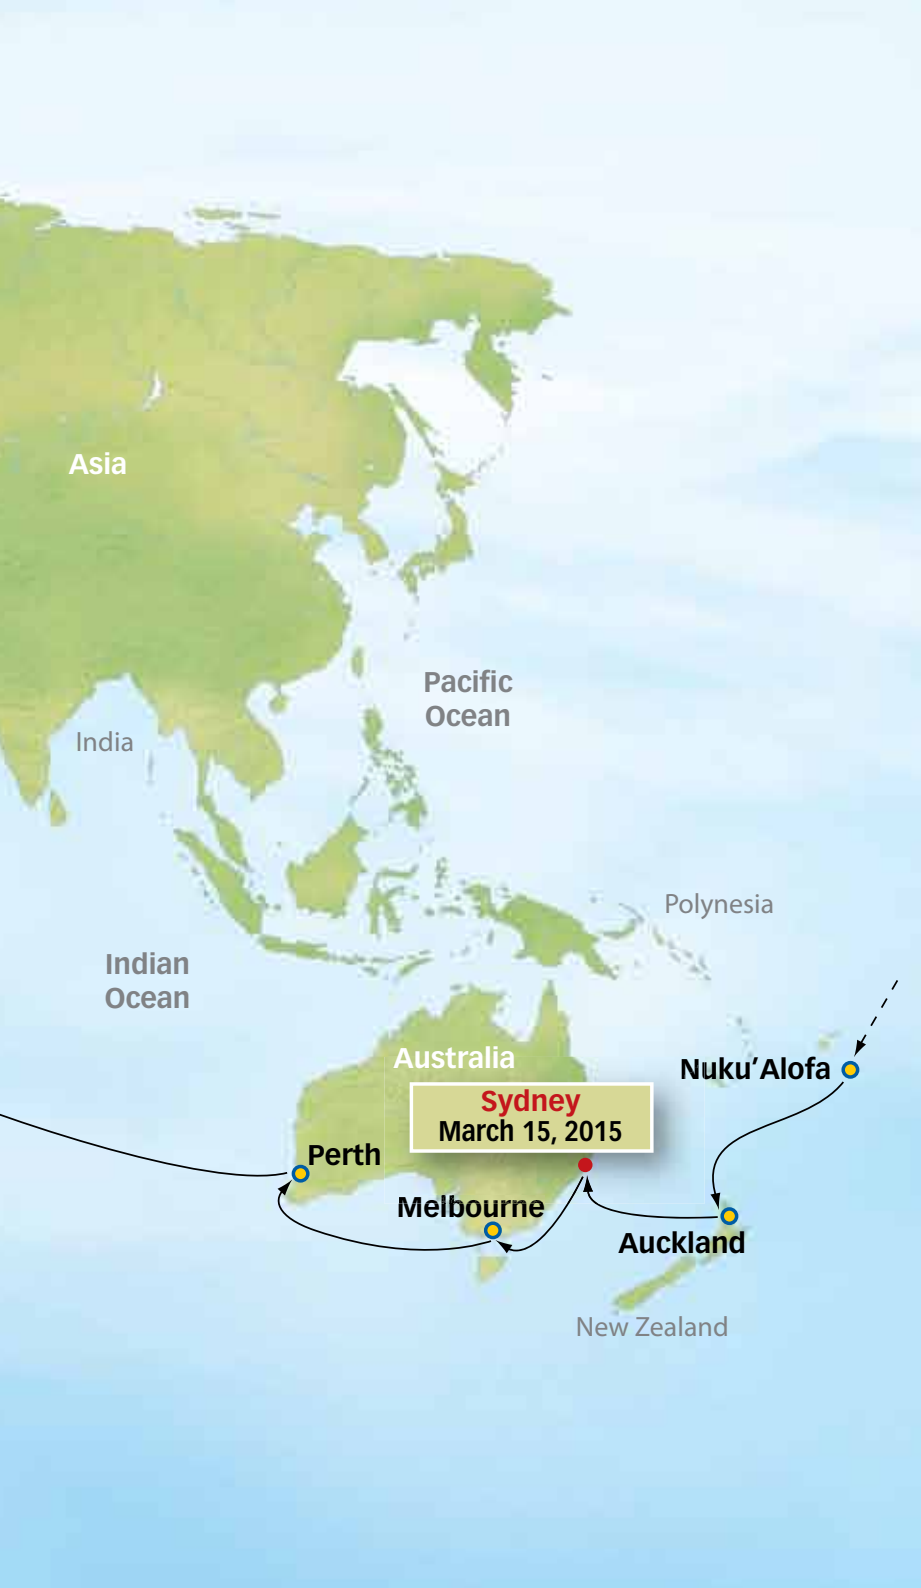 Asia
Pacific
Ocean
India
Polynesia
Indian
Ocean
Australia
Nuku’Alofa
Sydney
March 15, 2015
Perth
Melbourne
Auckland
New Zealand